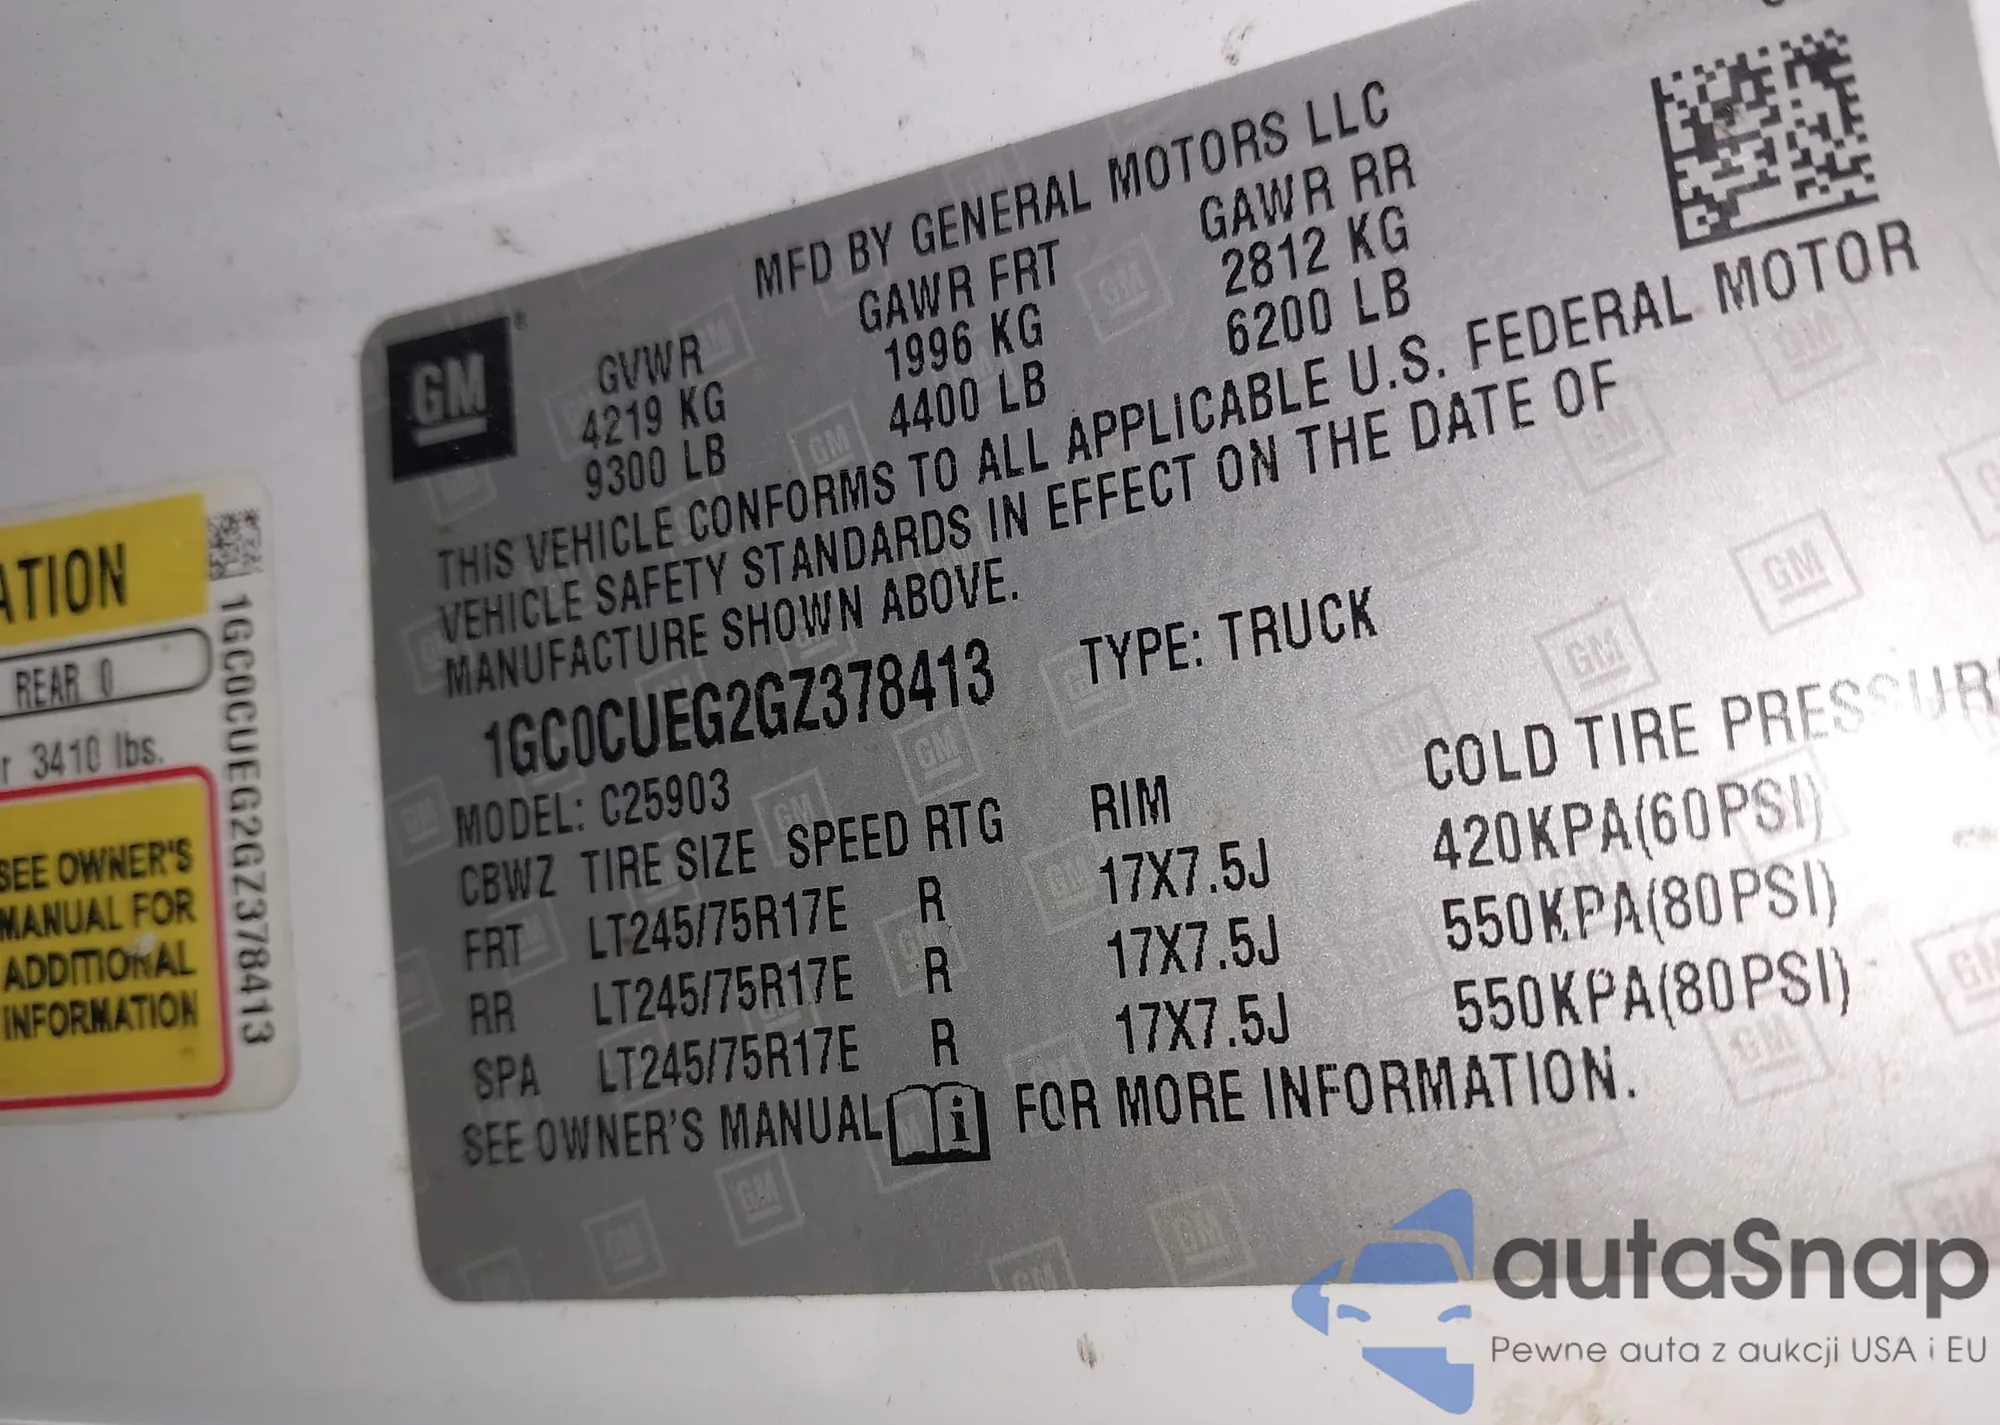 MFD BY GENERAL MOTORS LLC
GM
GVWR GAWR FRT GAWR RR
4219 KG 1996 KG 2812 KG
9300 LB 4400 LB 6200 LB
THIS VEHICLE CONFORMS TO ALL APPLICABLE U.S. FEDERAL MOTOR
VEHICLE SAFETY STANDARDS IN EFFECT ON THE DATE OF
MANUFACTURE SHOWN ABOVE.
1GC0CUEG2GZ378413 TYPE: TRUCK
MODEL: C25903
CBWZ TIRE SIZE SPEED RTG RIM COLD TIRE
FRT LT245/75R17E R 17X7.5J 420KPA(60PSI)
RR LT245/75R17E R 17X7.5J 550KPA(80PSI)
SPA LT245/75R17E R 17X7.5J 550KPA(80PSI)
SEE OWNER'S MANUAL i FOR MORE INFORMATION.
REAR 0
3410 lbs.
SEE OWNER'S
MANUAL FOR
ADDITIONAL
INFORMATION
1GC0CUEG2GZ378413
autaSnap
Pewne auta z aukcji USA i EU